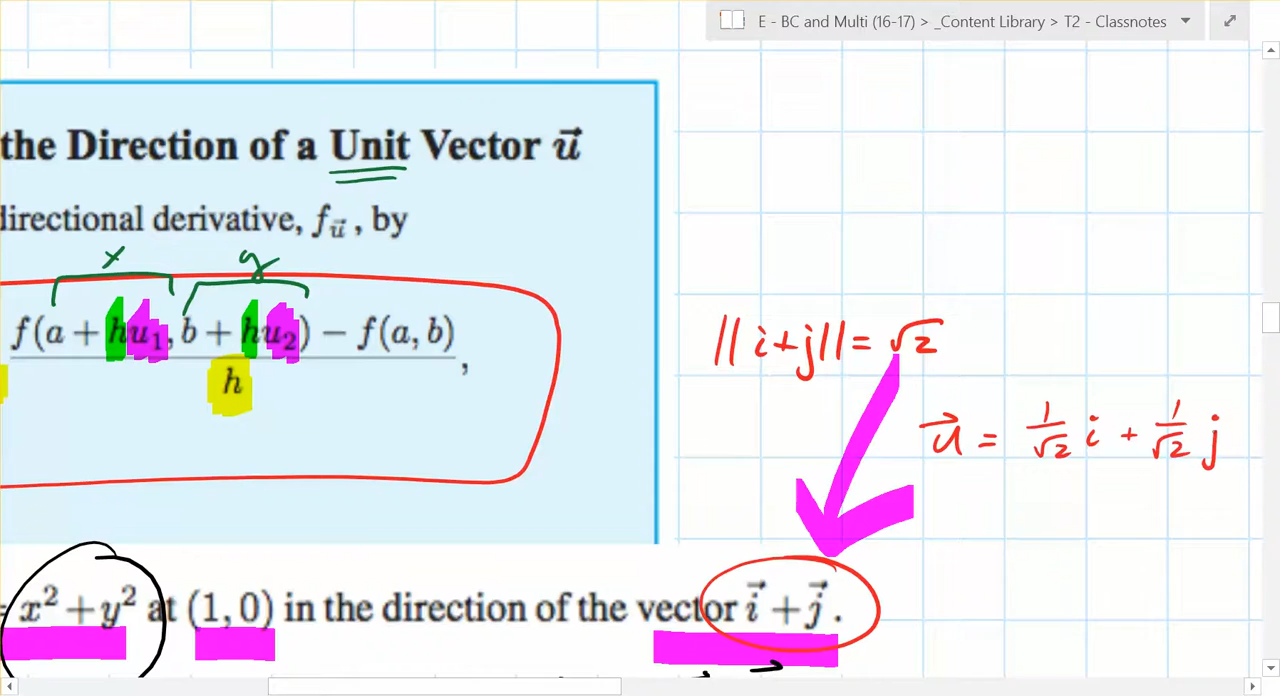 E - BC and Multi (16-17) > _Content Library > T2 - Classnotes
the Direction of a Unit Vector u⃗
directional derivative, f_u⃗ , by
x y
f(a + hu₁, b + hu₂) − f(a, b)
h ,
|| i+j || = √2
u⃗ = 1/√2 i + 1/√2 j
= x² + y² at (1, 0) in the direction of the vector i⃗ + j⃗ .